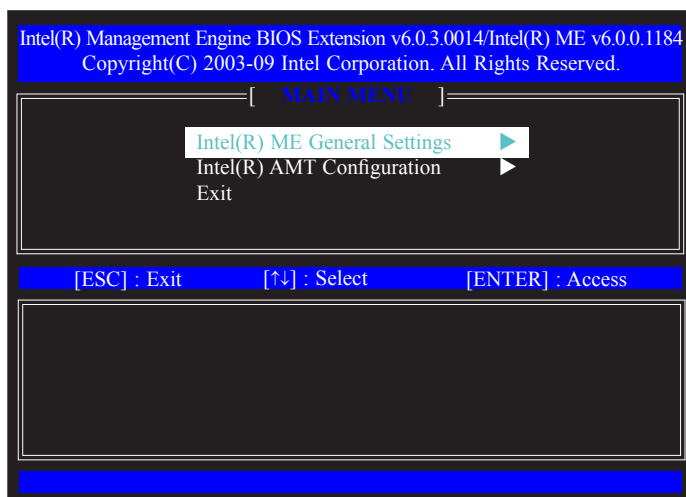 Intel(R) Management Engine BIOS Extension v6.0.3.0014/Intel(R) ME v6.0.0.1184
Copyright(C) 2003-09 Intel Corporation. All Rights Reserved.
[ MAIN MENU ]
Intel(R) ME General Settings ▶
Intel(R) AMT Configuration ▶
Exit
[ESC] : Exit [↑↓] : Select [ENTER] : Access